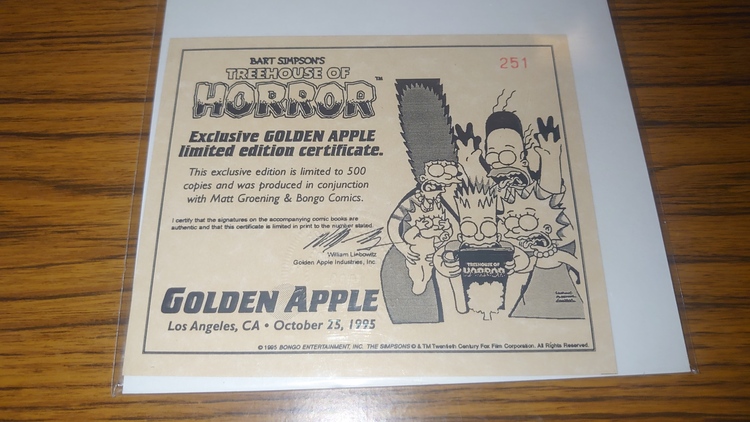 251
BART SIMPSON'S
TREEHOUSE OF
HORROR™
Exclusive GOLDEN APPLE
limited edition certificate.
This exclusive edition is limited to 500
copies and was produced in conjunction
with Matt Groening & Bongo Comics.
I certify that the signatures on the accompanying comic books are
authentic and that this certificate is limited in print to the number stated.
William Liebowitz
Golden Apple Industries, Inc.
TREEHOUSE OF
HORROR
GOLDEN APPLE
Los Angeles, CA • October 25, 1995
© 1995 BONGO ENTERTAINMENT, INC. THE SIMPSONS © & TM Twentieth Century Fox Film Corporation. All Rights Reserved.